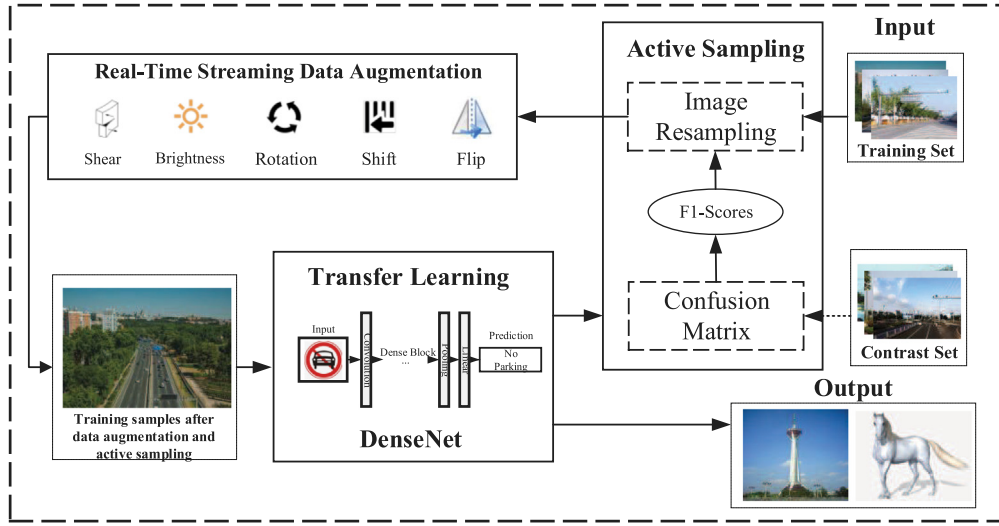 Input
Active Sampling
Real-Time Streaming Data Augmentation
Shear
Brightness
Rotation
Shift
Flip
Image
Resampling
Training Set
F1-Scores
Confusion
Matrix
Contrast Set
Transfer Learning
Input
Convolution
Dense Block
...
Pooling
Linear
Prediction
No
Parking
DenseNet
Training samples after
data augmentation and
active sampling
Output